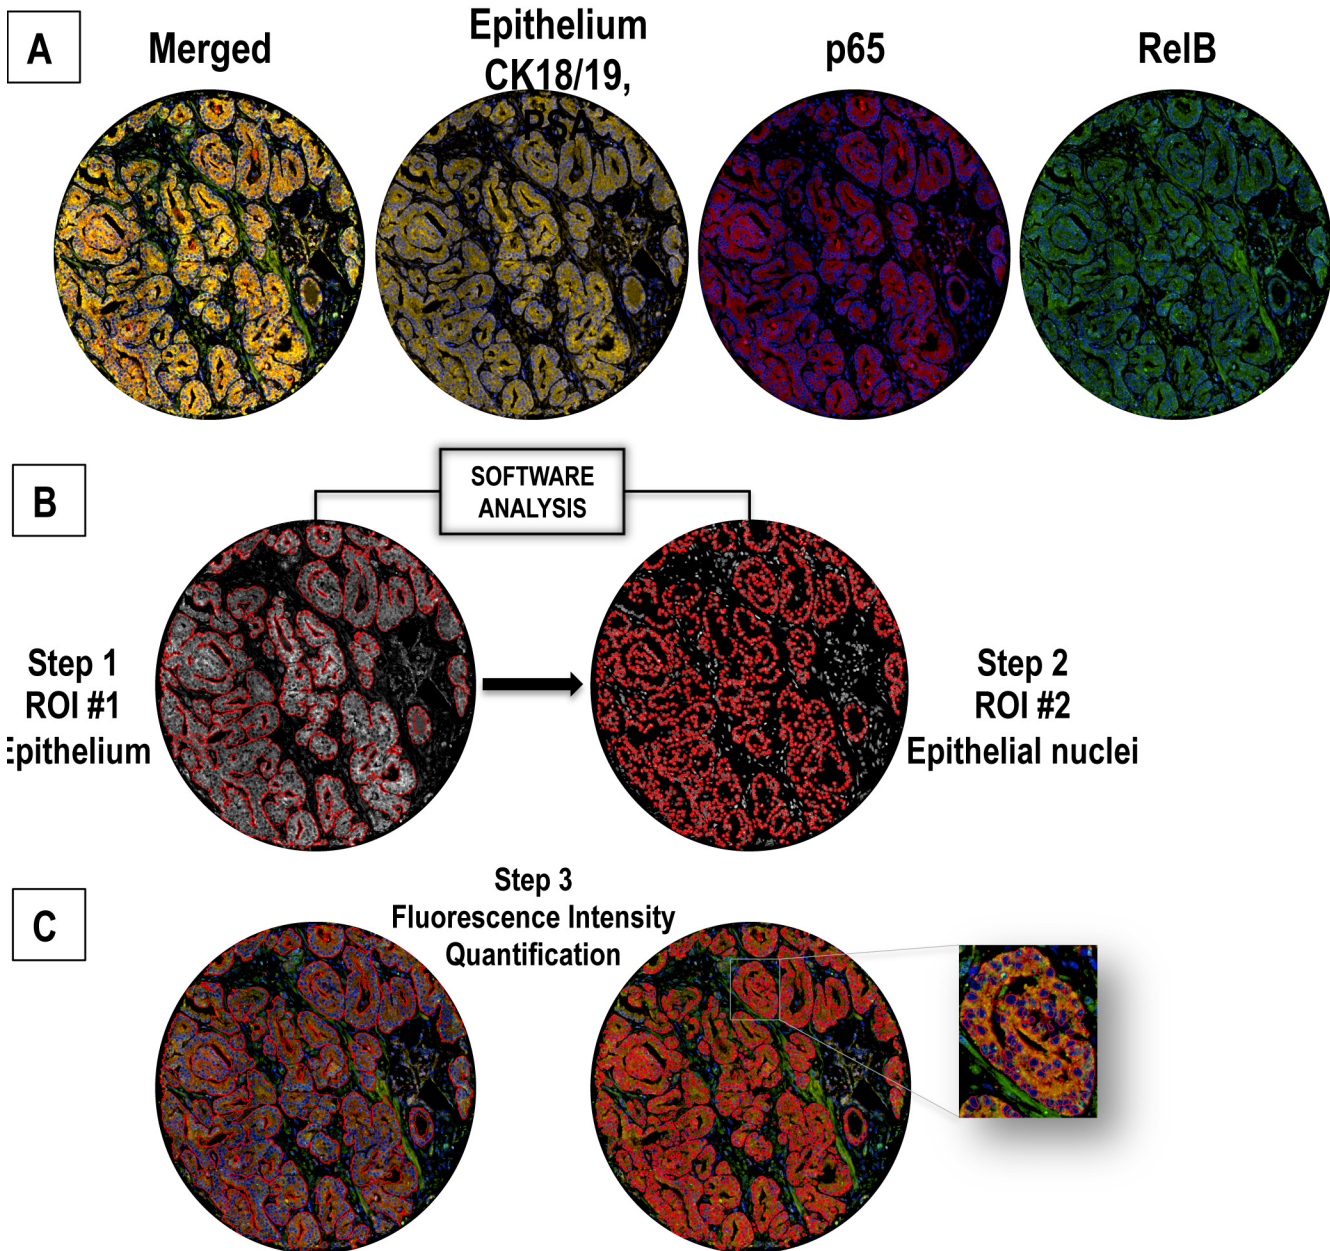 A
Merged
Epithelium
CK18/19,
PSA
p65
RelB
B
SOFTWARE
ANALYSIS
Step 1
ROI #1
Epithelium
Step 2
ROI #2
Epithelial nuclei
C
Step 3
Fluorescence Intensity
Quantification